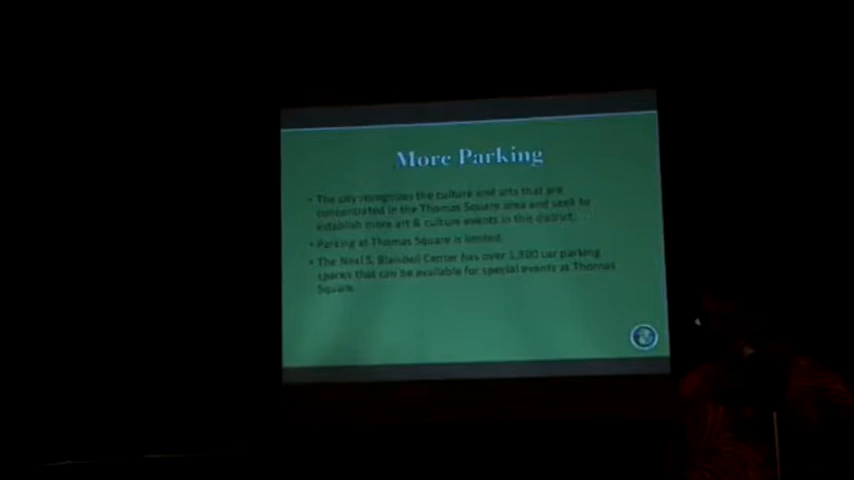 More Parking
• The city recognizes the culture and arts that are
concentrated in the Thomas Square area and seek to
establish more art & culture events in this district.
• Parking at Thomas Square is limited
• The Neal S. Blaisdell Center has over 1,500 car parking
spaces that can be available for special events at Thomas
Square